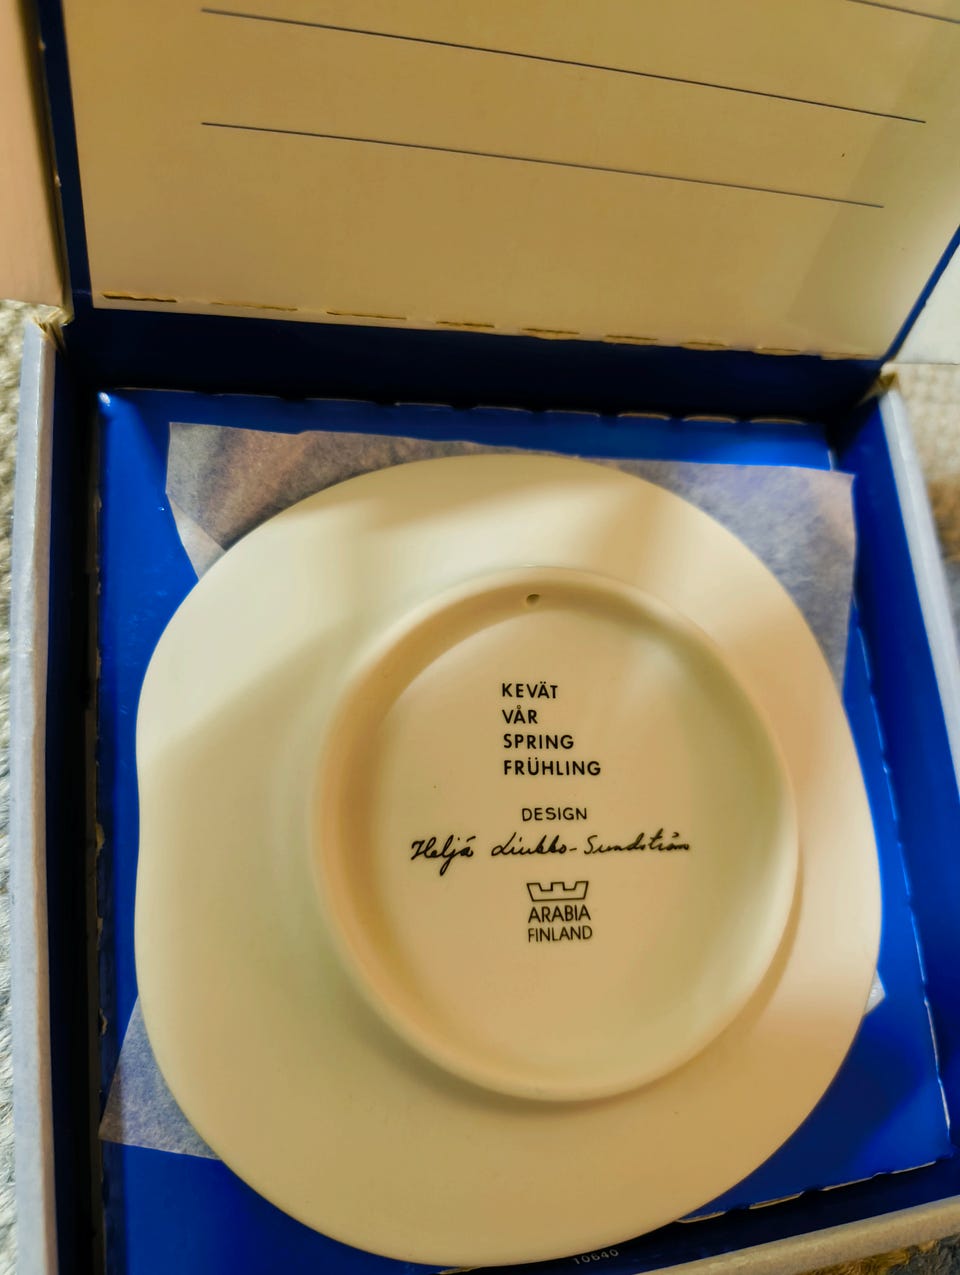 KEVÄT
VÅR
SPRING
FRÜHLING
DESIGN
Heljä Liukko-Sundström
ARABIA
FINLAND
10640